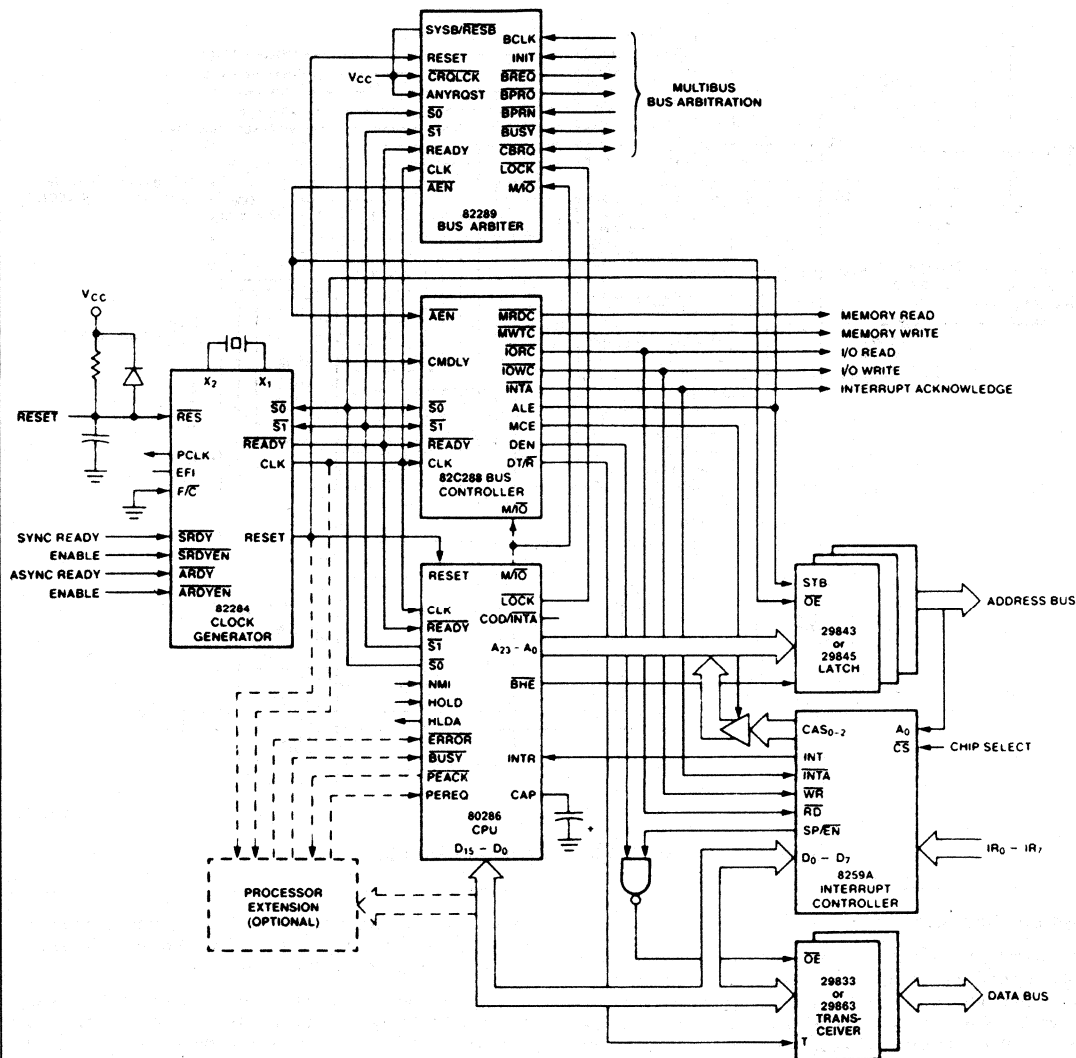 SYSB/RESB
RESET
CRQLCK
ANYRQST
S0
S1
READY
CLK
AEN
BCLK
INIT
BREQ
BPRO
BPRN
BUSY
CBRQ
LOCK
M/IO
82289
BUS ARBITER
VCC
MULTIBUS
BUS ARBITRATION
AEN
CMDLY
S0
S1
READY
CLK
MRDC
MWTC
IORC
IOWC
INTA
ALE
MCE
DEN
DT/R
82C288 BUS
CONTROLLER
M/IO
MEMORY READ
MEMORY WRITE
I/O READ
I/O WRITE
INTERRUPT ACKNOWLEDGE
VCC
RESET
X2
X1
RES
PCLK
EFI
F/C
S0
S1
READY
CLK
RESET
SYNC READY
ENABLE
ASYNC READY
ENABLE
SRDY
SRDYEN
ARDY
ARDYEN
82284
CLOCK
GENERATOR
RESET
M/IO
CLK
READY
S1
S0
NMI
HOLD
HLDA
ERROR
BUSY
PEACK
PEREQ
LOCK
COD/INTA
A23 - A0
BHE
INTR
CAP
+
80286
CPU
D15 - D0
STB
OE
29843
or
29845
LATCH
ADDRESS BUS
CAS0-2
A0
CS
CHIP SELECT
INT
INTA
WR
RD
SP/EN
D0 - D7
8259A
INTERRUPT
CONTROLLER
IR0 - IR7
PROCESSOR
EXTENSION
(OPTIONAL)
OE
29833
or
29863
TRANS-
CEIVER
T
DATA BUS